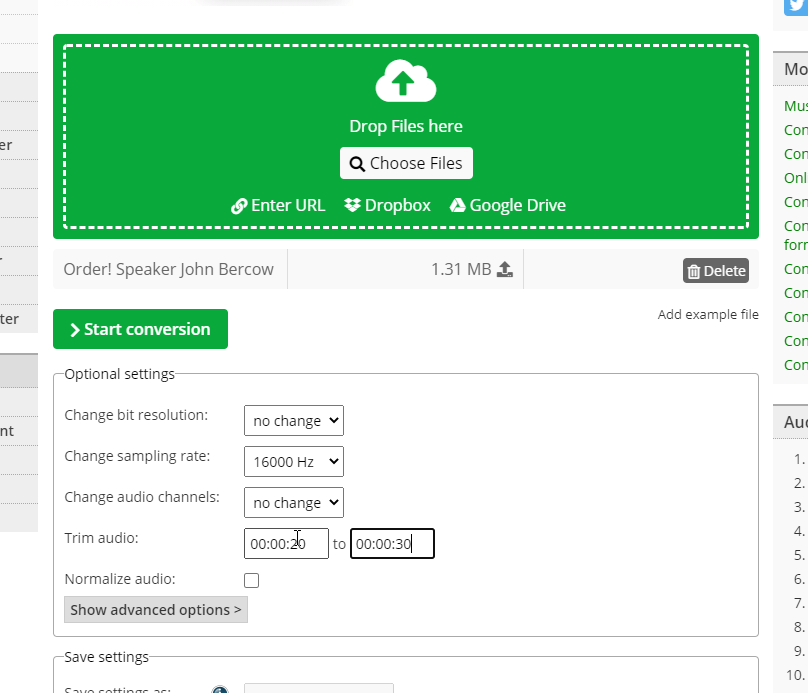 Drop Files here
Choose Files
Enter URL Dropbox Google Drive
Order! Speaker John Bercow 1.31 MB Delete
Start conversion
Add example file
Optional settings
Change bit resolution: no change
Change sampling rate: 16000 Hz
Change audio channels: no change
Trim audio: 00:00:20 to 00:00:30
Normalize audio:
Show advanced options >
Save settings
Save settings as:
er
r
ter
nt
Mo
Mus
Con
Con
Onl
Con
Con
forr
Con
Con
Con
Con
Con
Aud
1.
2.
3.
4.
5.
6.
7.
8.
9.
10.